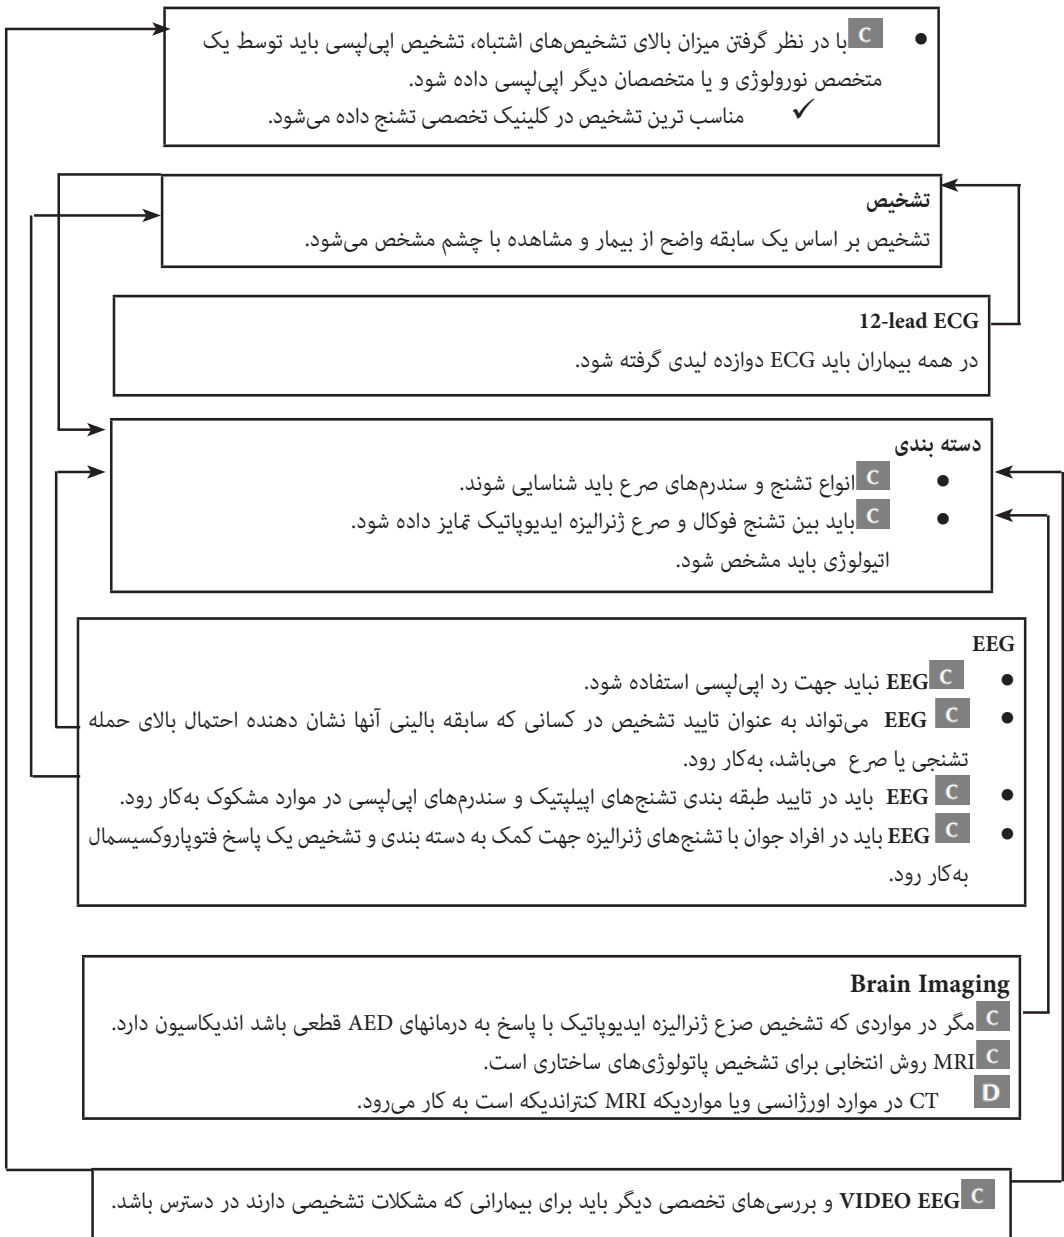 ● C با در نظر گرفتن میزان بالای تشخیص‌های اشتباه، تشخیص اپی‌لپسی باید توسط یک
متخصص نورولوژی و یا متخصصان دیگر اپی‌لپسی داده شود.
✓ مناسب ترین تشخیص در کلینیک تخصصی تشنج داده می‌شود.
تشخیص
تشخیص بر اساس یک سابقه واضح از بیمار و مشاهده با چشم مشخص می‌شود.
12-lead ECG
در همه بیماران باید ECG دوازده لیدی گرفته شود.
دسته بندی
● C انواع تشنج و سندرم‌های صرع باید شناسایی شوند.
● C باید بین تشنج فوکال و صرع ژنرالیزه ایدیوپاتیک تمایز داده شود.
اتیولوژی باید مشخص شود.
EEG
● C EEG نباید جهت رد اپی‌لپسی استفاده شود.
● C EEG می‌تواند به عنوان تایید تشخیص در کسانی که سابقه بالینی آنها نشان دهنده احتمال بالای حمله
تشنجی یا صرع می‌باشد، به‌کار رود.
● C EEG باید در تایید طبقه بندی تشنج‌های اپیلپتیک و سندرم‌های اپی‌لپسی در موارد مشکوک به‌کار رود.
● C EEG باید در افراد جوان با تشنج‌های ژنرالیزه جهت کمک به دسته بندی و تشخیص یک پاسخ فتوپاروکسیسمال
به‌کار رود.
Brain Imaging
C مگر در مواردی که تشخیص صزع ژنرالیزه ایدیوپاتیک با پاسخ به درمانهای AED قطعی باشد اندیکاسیون دارد.
C MRI روش انتخابی برای تشخیص پاتولوژی‌های ساختاری است.
D CT در موارد اورژانسی ویا مواردیکه MRI کنتراندیکه است به کار می‌رود.
C VIDEO EEG و بررسی‌های تخصصی دیگر باید برای بیمارانی که مشکلات تشخیصی دارند در دسترس باشد.